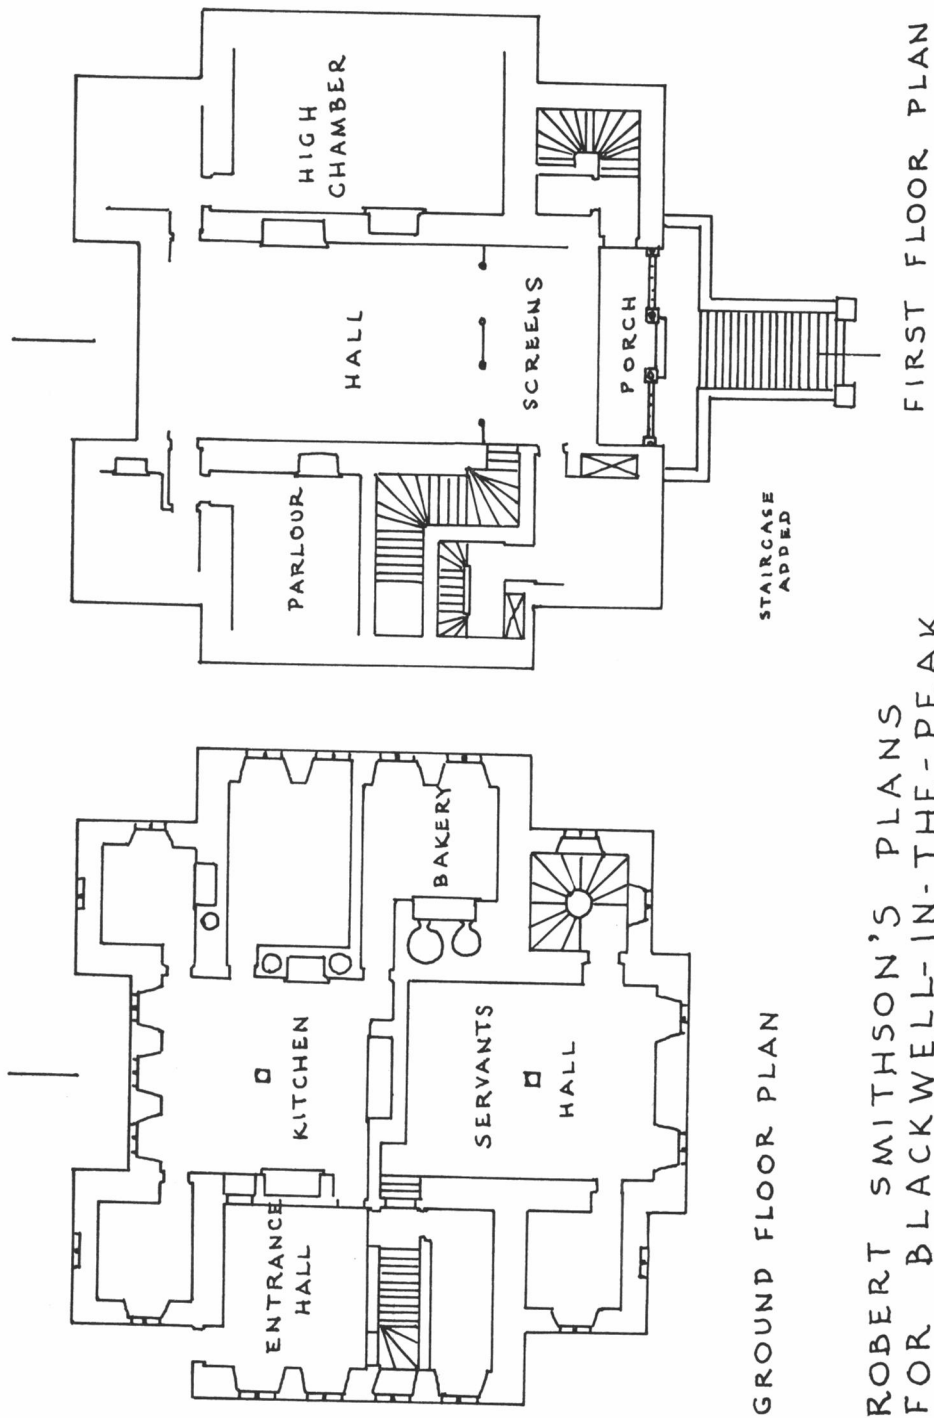 HIGH
CHAMBER
HALL
SCREENS
PORCH
PARLOUR
STAIRCASE
ADDED
FIRST FLOOR PLAN
BAKERY
KITCHEN
SERVANTS
HALL
ENTRANCE
HALL
GROUND FLOOR PLAN
ROBERT SMITHSON'S PLANS
FOR BLACKWELL-IN-THE-PEAK